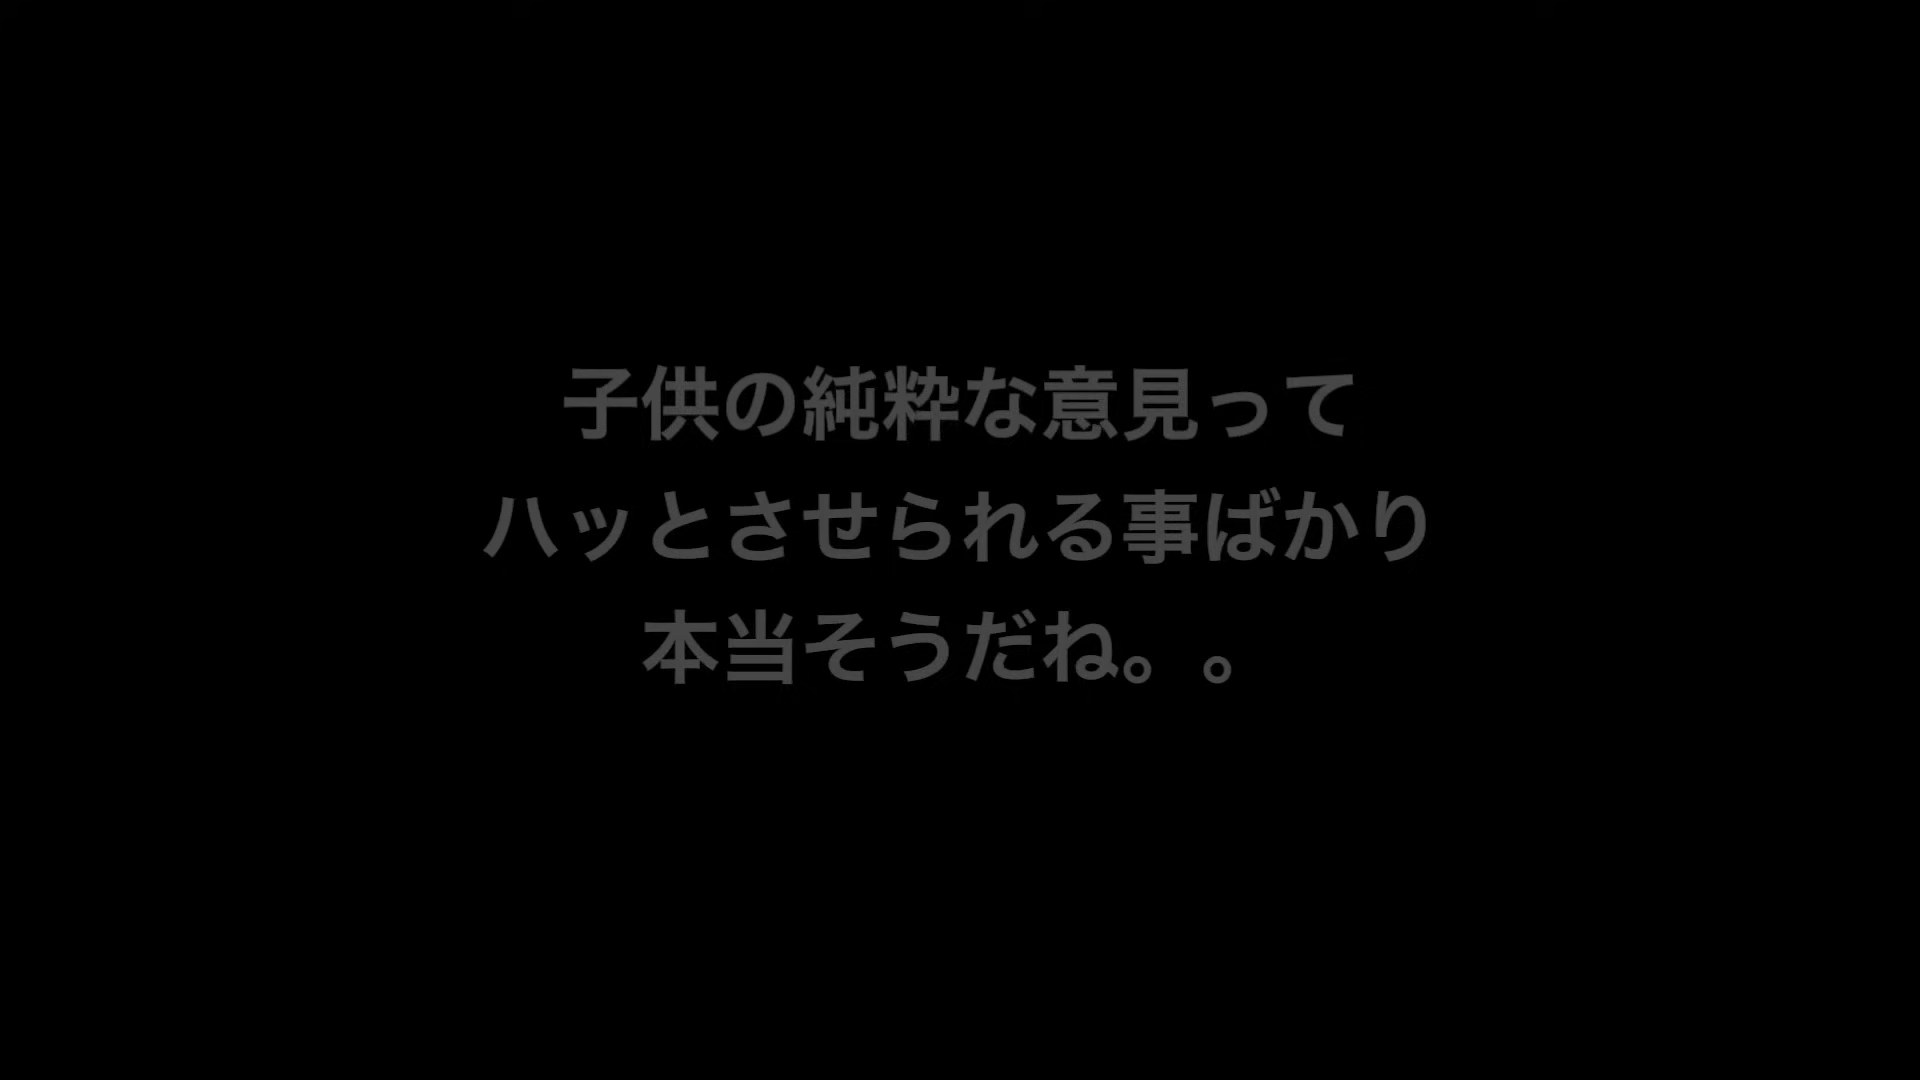 子供の純粋な意見って
ハッとさせられる事ばかり
本当そうだね。。